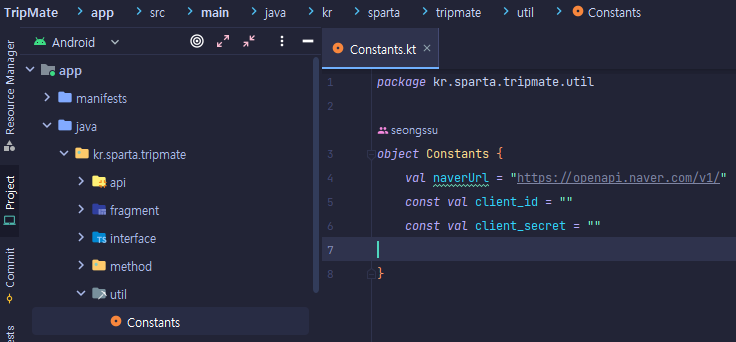 TripMate > app > src > main > java > kr > sparta > tripmate > util > Constants
Resource Manager
Project
Commit
Android
app
manifests
java
kr.sparta.tripmate
api
fragment
interface
method
util
Constants
Constants.kt ×
1 package kr.sparta.tripmate.util
2
seongssu
3 object Constants {
4 val naverUrl = "https://openapi.naver.com/v1/"
5 const val client_id = ""
6 const val client_secret = ""
7
8 }